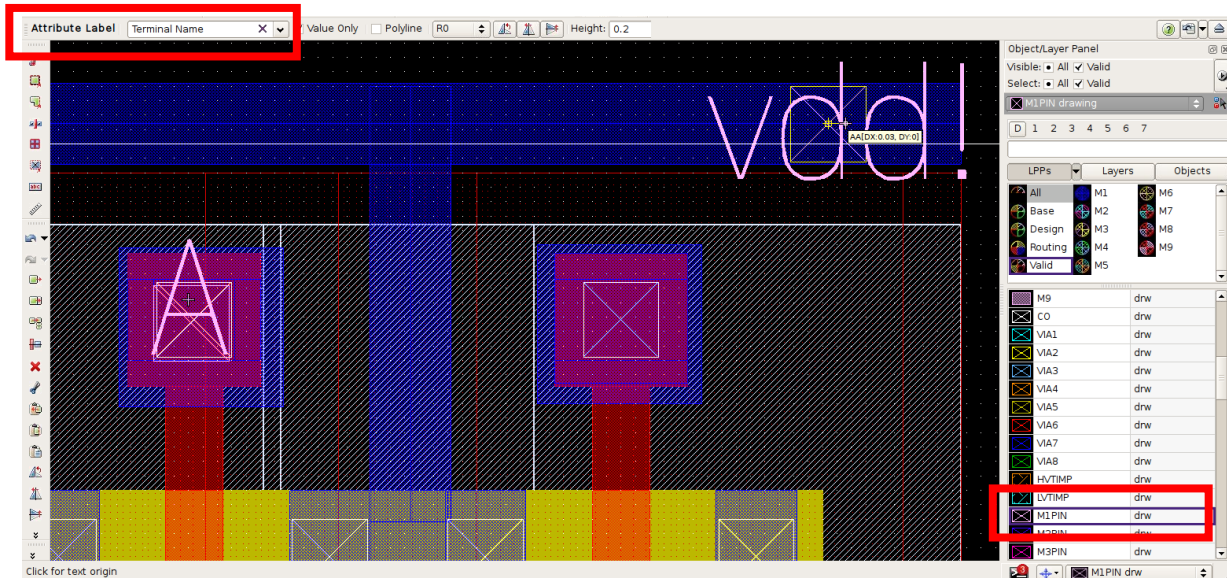 Attribute Label Terminal Name Value Only Polyline R0 Height: 0.2
Object/Layer Panel
Visible: All Valid
Select: All Valid
M1PIN drawing
D 1 2 3 4 5 6 7
LPPs Layers Objects
All M1 M6
Base M2 M7
Design M3 M8
Routing M4 M9
Valid M5
M9 drw
CO drw
VIA1 drw
VIA2 drw
VIA3 drw
VIA4 drw
VIA5 drw
VIA6 drw
VIA7 drw
VIA8 drw
HVTIMP drw
LVTIMP drw
M1PIN drw
M2PIN drw
M3PIN drw
vdd!
AA[DX:0.03, DY:0]
A
abc
Click for text origin
3
M1PIN drw